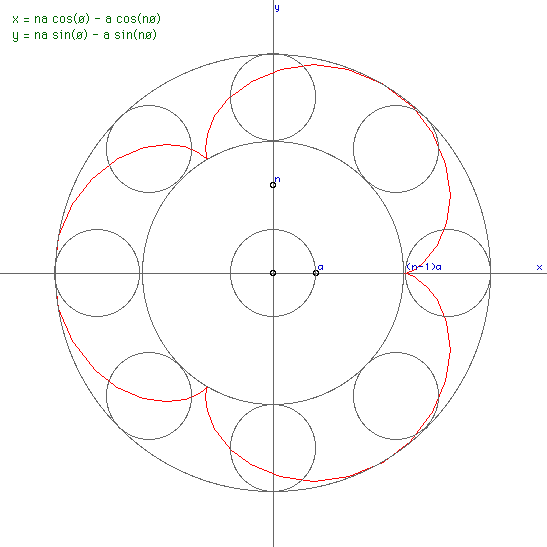 x = na cos(ø) - a cos(nø)
y = na sin(ø) - a sin(nø)
y
n
a
(n-1)a
x